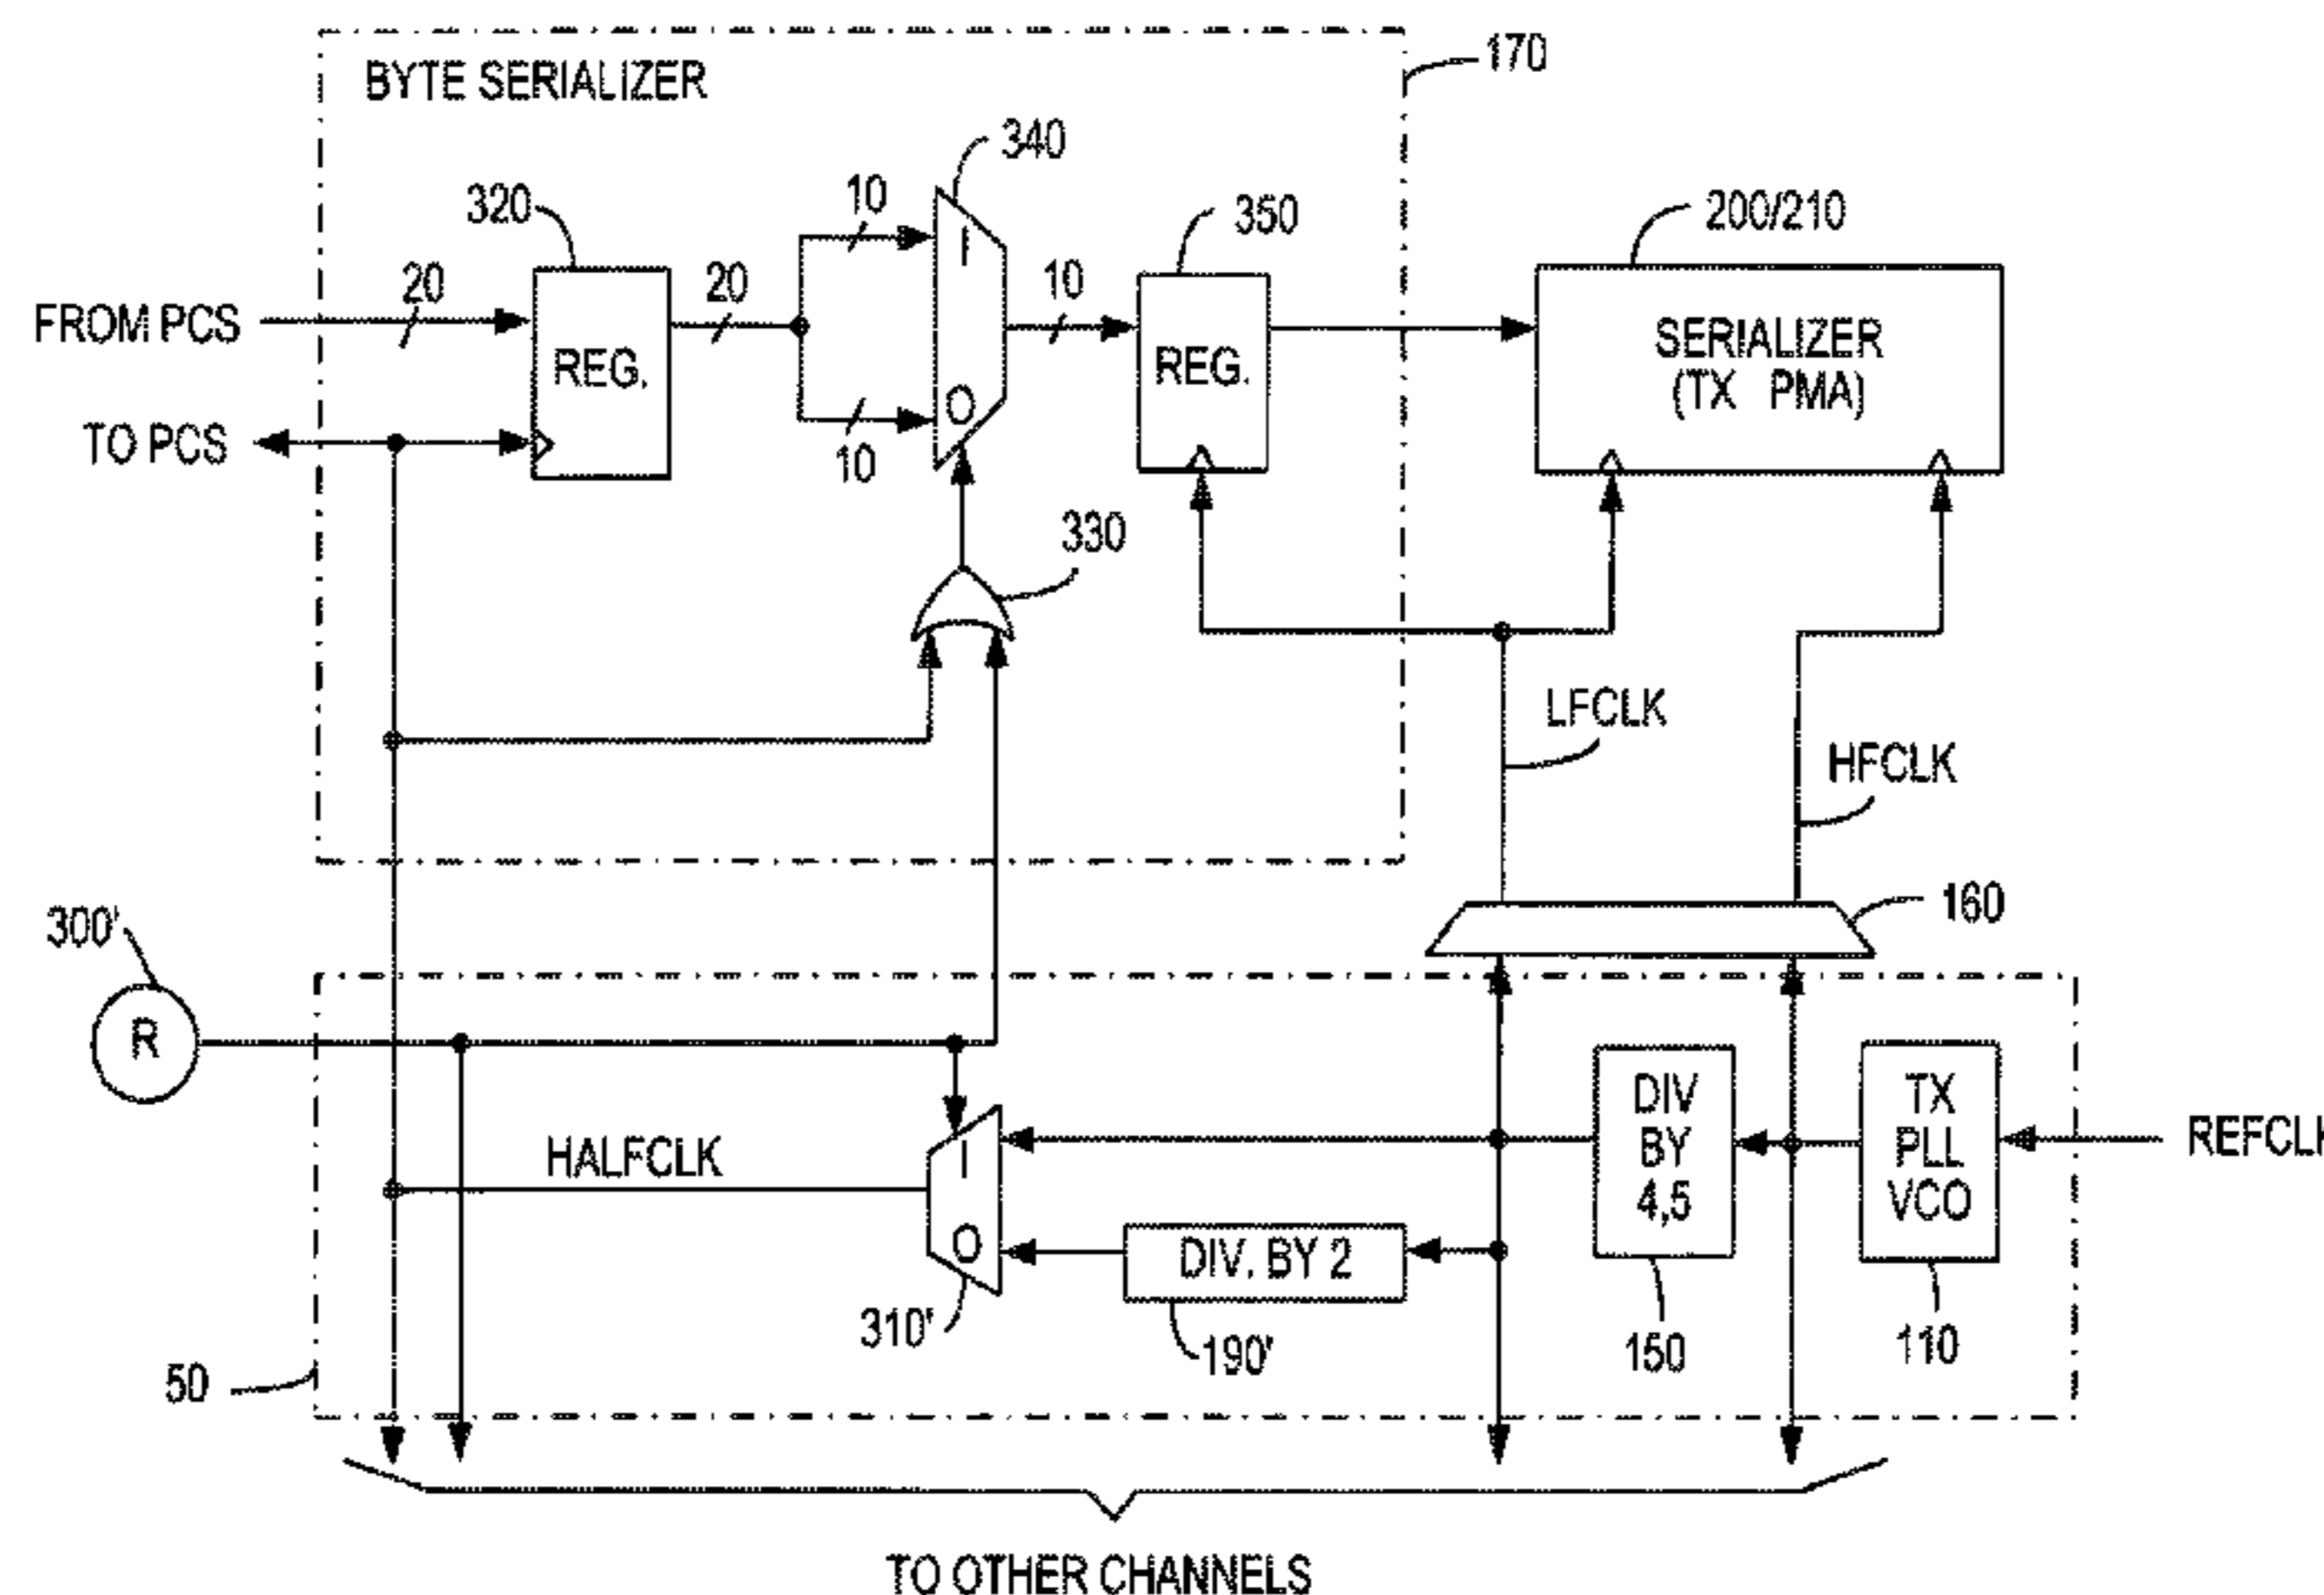 BYTE SERIALIZER
170
340
320
10
350
200/210
20
20
10
FROM PCS
REG.
I
REG.
SERIALIZER
(TX PMA)
O
TO PCS
10
330
LFCLK
HFCLK
300'
160
R
DIV
BY
4,5
TX
PLL
VCO
HALFCLK
I
REFCLK
O
DIV. BY 2
310'
190'
150
110
50
TO OTHER CHANNELS